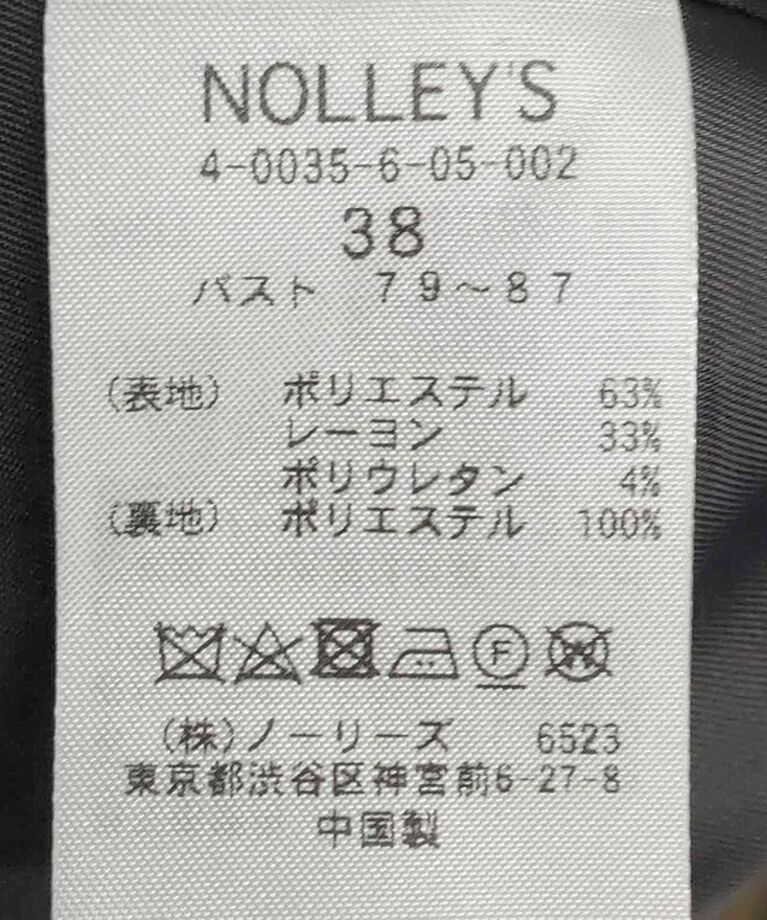 NOLLEY'S
4-0035-6-05-002
38
バスト 79～87
(表地) ポリエステル 63%
レーヨン 33%
ポリウレタン 4%
(裏地) ポリエステル 100%
F
W
(株)ノーリーズ 6523
東京都渋谷区神宮前6-27-8
中国製